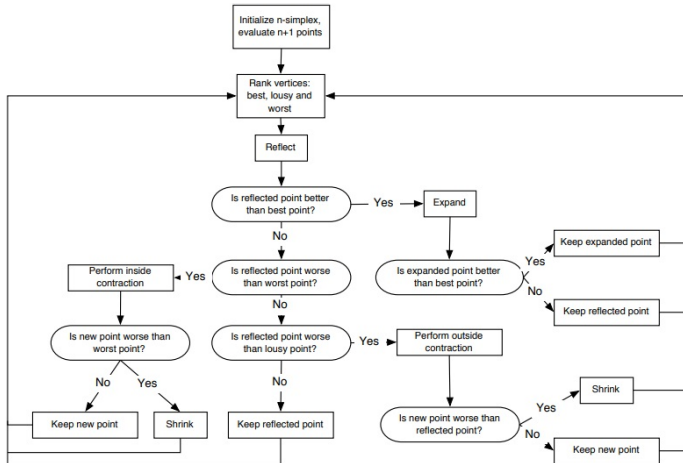 Initialize n-simplex,
evaluate n+1 points
Rank vertices:
best, lousy and
worst
Reflect
Is reflected point better
than best point?
Yes
Expand
No
Keep expanded point
Perform inside
contraction
Yes
Is reflected point worse
than worst point?
Is expanded point better
than best point?
Yes
No
No
Keep reflected point
Is new point worse than
worst point?
Is reflected point worse
than lousy point?
Yes
Perform outside
contraction
No
Yes
No
Shrink
Keep new point
Shrink
Keep reflected point
Is new point worse than
reflected point?
Yes
No
Keep new point